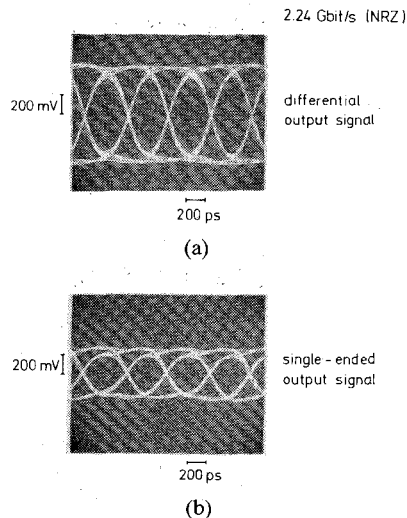 2.24 Gbit/s (NRZ)
200 mV
differential
output signal
200 ps
(a)
200 mV
single-ended
output signal
200 ps
(b)